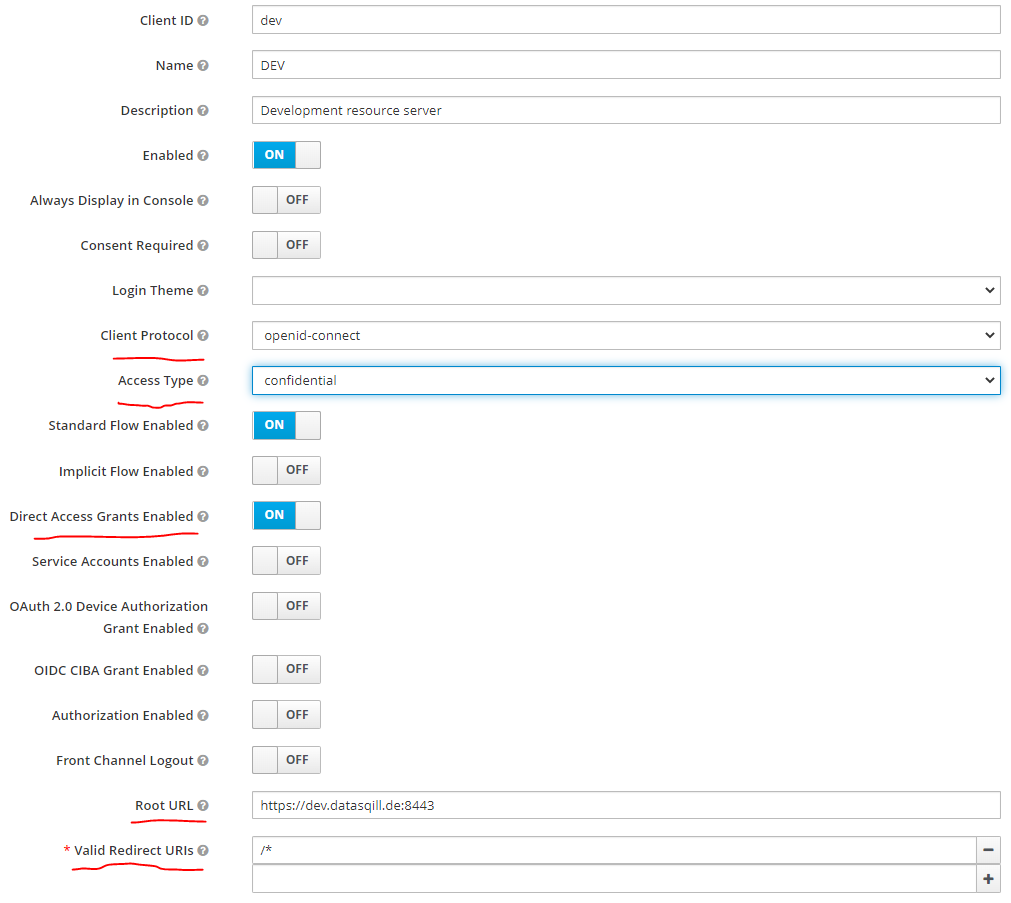 Client ID dev
Name DEV
Description Development resource server
Enabled ON
Always Display in Console OFF
Consent Required OFF
Login Theme
Client Protocol openid-connect
Access Type confidential
Standard Flow Enabled ON
Implicit Flow Enabled OFF
Direct Access Grants Enabled ON
Service Accounts Enabled OFF
OAuth 2.0 Device Authorization OFF
Grant Enabled
OIDC CIBA Grant Enabled OFF
Authorization Enabled OFF
Front Channel Logout OFF
Root URL https://dev.datasqill.de:8443
* Valid Redirect URIs /*